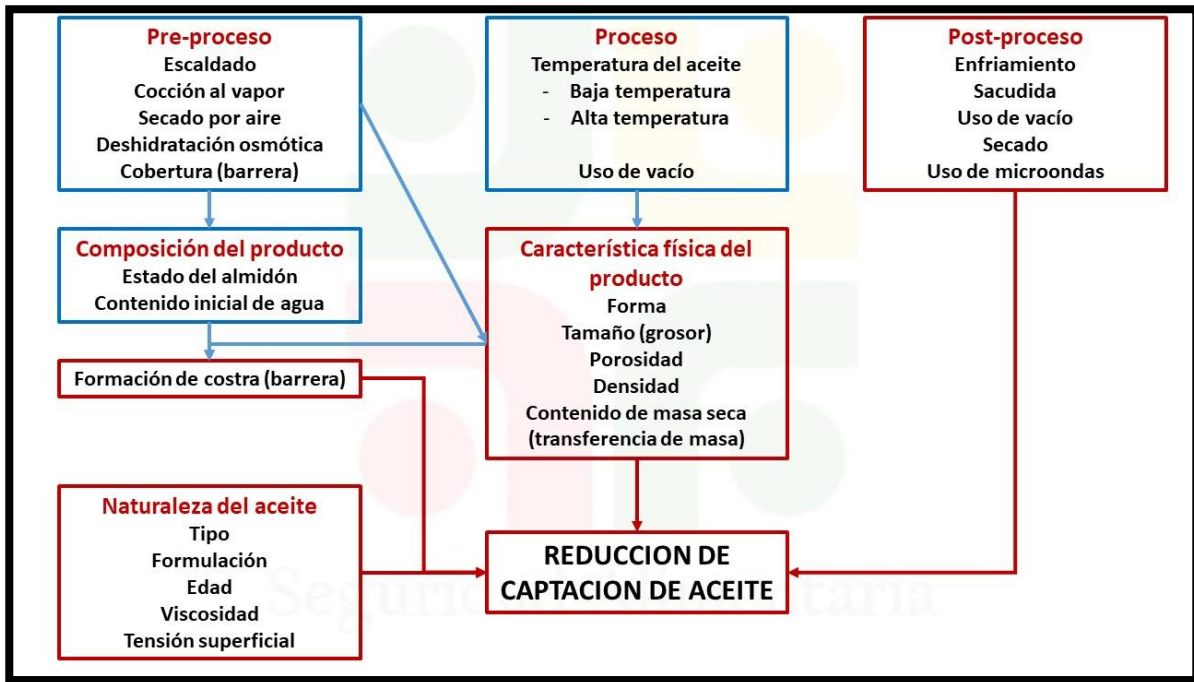 Pre-proceso
Escaldado
Cocción al vapor
Secado por aire
Deshidratación osmótica
Cobertura (barrera)
Proceso
Temperatura del aceite
- Baja temperatura
- Alta temperatura
Uso de vacío
Post-proceso
Enfriamiento
Sacudida
Uso de vacío
Secado
Uso de microondas
Composición del producto
Estado del almidón
Contenido inicial de agua
Característica física del
producto
Forma
Tamaño (grosor)
Porosidad
Densidad
Contenido de masa seca
(transferencia de masa)
Formación de costra (barrera)
Naturaleza del aceite
Tipo
Formulación
Edad
Viscosidad
Tensión superficial
REDUCCION DE
CAPTACION DE ACEITE